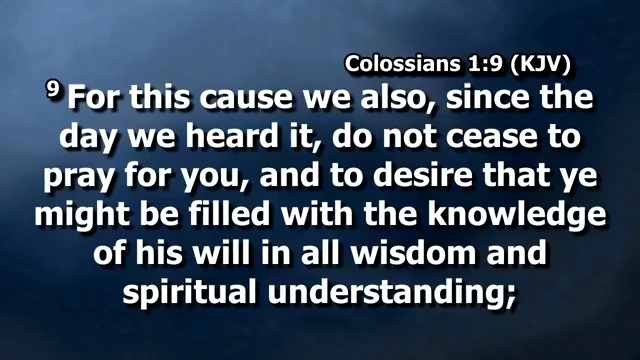 Colossians 1:9 (KJV)
9 For this cause we also, since the
day we heard it, do not cease to
pray for you, and to desire that ye
might be filled with the knowledge
of his will in all wisdom and
spiritual understanding;